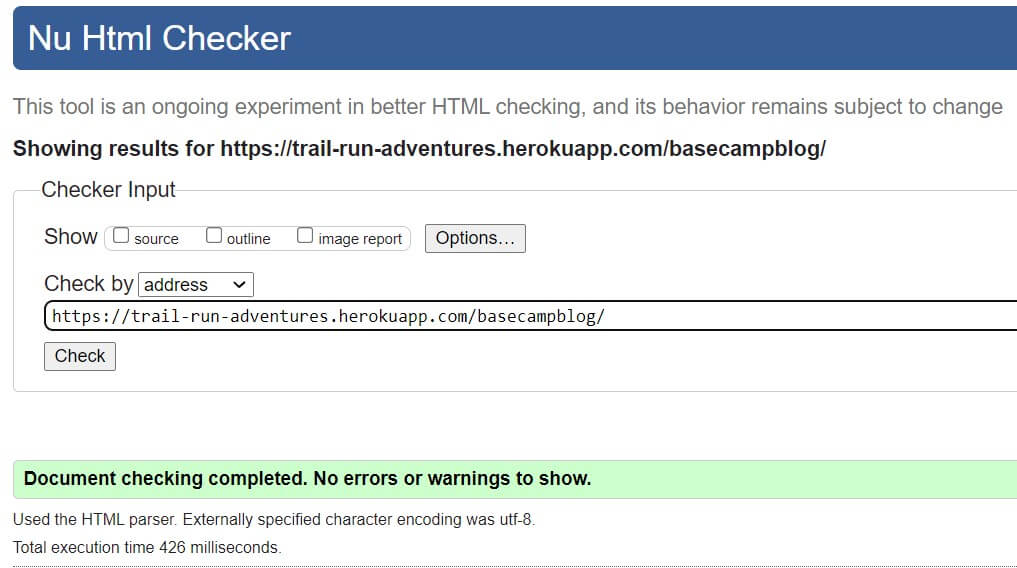 Nu Html Checker
This tool is an ongoing experiment in better HTML checking, and its behavior remains subject to change
Showing results for https://trail-run-adventures.herokuapp.com/basecampblog/
Checker Input
Show source outline image report Options...
Check by address
https://trail-run-adventures.herokuapp.com/basecampblog/
Check
Document checking completed. No errors or warnings to show.
Used the HTML parser. Externally specified character encoding was utf-8.
Total execution time 426 milliseconds.